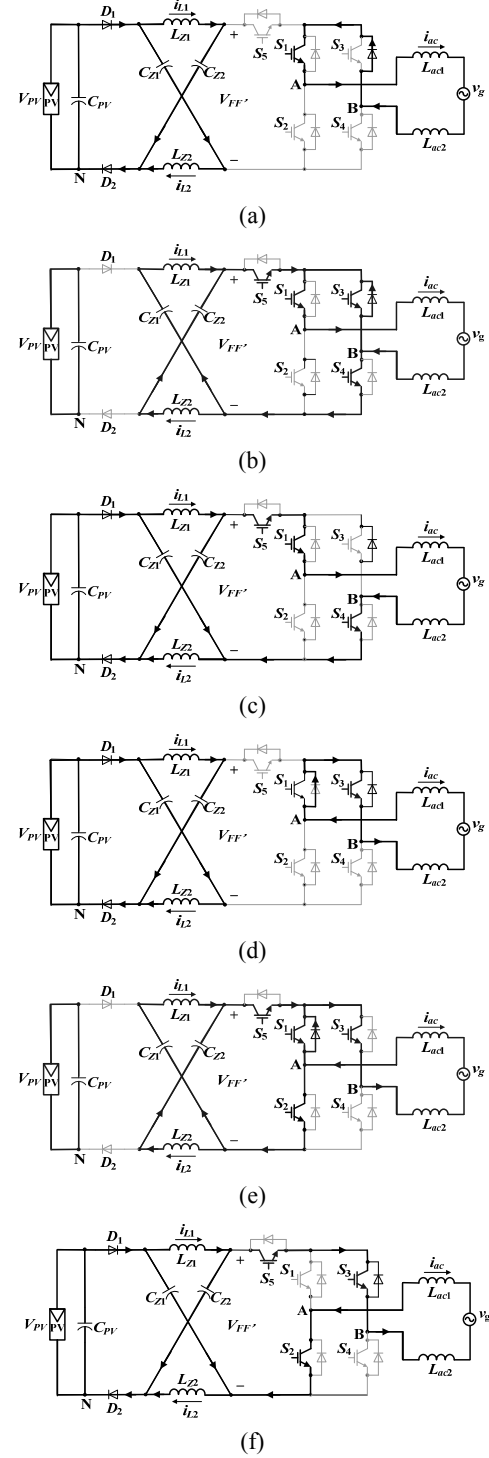 D1 iL1 LZ1 + S5 S1 S3 iac Lac1
VPV PV CPV CZ1 CZ2 VFF' A B vg
S2 S4 Lac2
N D2 LZ2 iL2 –
(a)
D1 iL1 LZ1 + S5 S1 S3 iac Lac1
VPV PV CPV CZ1 CZ2 VFF' A B vg
S2 S4 Lac2
N D2 LZ2 iL2 –
(b)
D1 iL1 LZ1 + S5 S1 S3 iac Lac1
VPV PV CPV CZ1 CZ2 VFF' A B vg
S2 S4 Lac2
N D2 LZ2 iL2 –
(c)
D1 iL1 LZ1 + S5 S1 S3 iac Lac1
VPV PV CPV CZ1 CZ2 VFF' A B vg
S2 S4 Lac2
N D2 LZ2 iL2 –
(d)
D1 iL1 LZ1 + S5 S1 S3 iac Lac1
VPV PV CPV CZ1 CZ2 VFF' A B vg
S2 S4 Lac2
N D2 LZ2 iL2 –
(e)
D1 iL1 LZ1 + S5 S1 S3 iac Lac1
VPV PV CPV CZ1 CZ2 VFF' A B vg
S2 S4 Lac2
N D2 LZ2 iL2 –
(f)